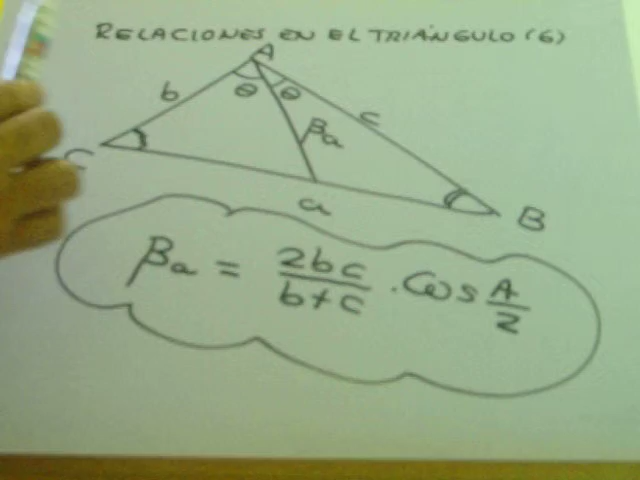 RELACIONES EN EL TRIÁNGULO (6)
A
b
θ θ
c
βa
C
a
B
βa = 2bc/b+c . Cos A/2